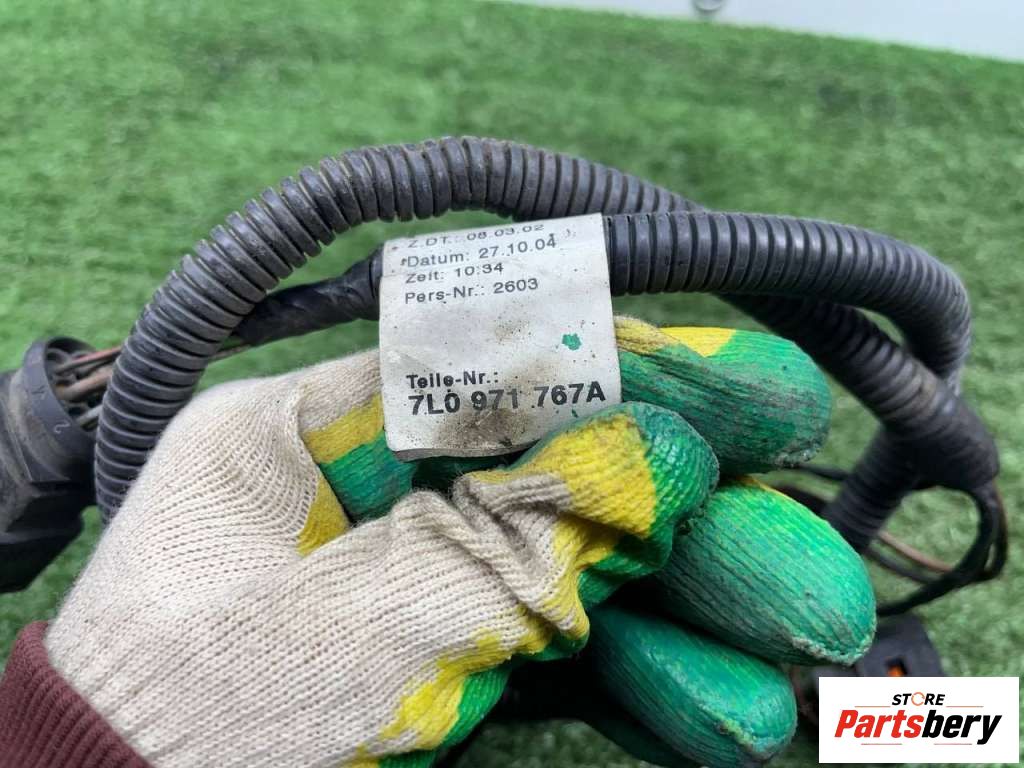 Z.DT.: 08.03.02
Datum: 27.10.04
Zeit: 10:34
Pers-Nr.: 2603
Teile-Nr.:
7L0 971 767A
STORE
Partsbery